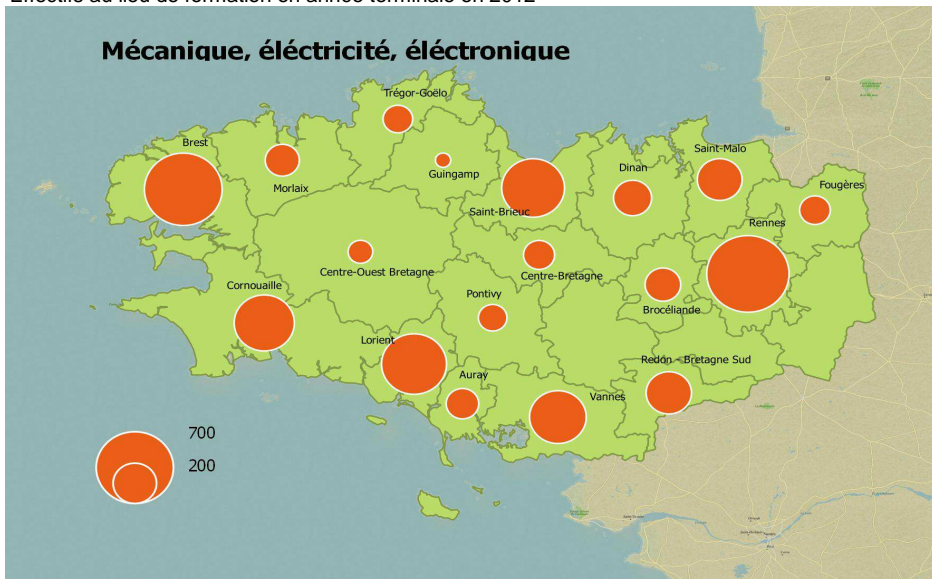 Effectif au lieu de formation en année terminale en 2012
Mécanique, éléctricité, éléctronique
Trégor-Goëlo
Brest
Saint-Malo
Dinan
Guingamp
Fougères
Morlaix
Saint-Brieuc
Rennes
Centre-Ouest Bretagne
Centre-Bretagne
Cornouaille
Pontivy
Brocéliande
Lorient
Redon - Bretagne Sud
Auray
Vannes
700
200